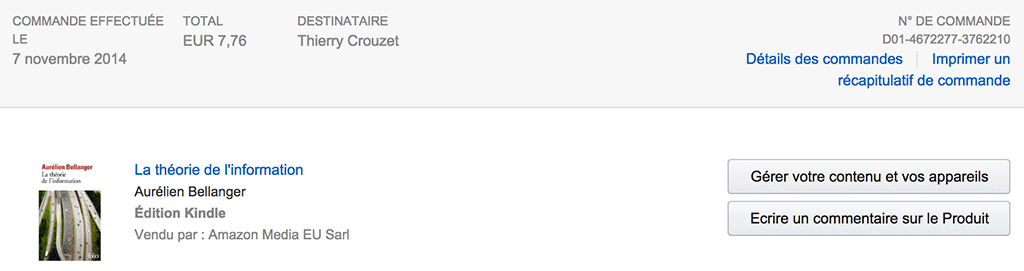 COMMANDE EFFECTUÉE
LE
7 novembre 2014
TOTAL
EUR 7,76
DESTINATAIRE
Thierry Crouzet
N° DE COMMANDE
D01-4672277-3762210
Détails des commandes
Imprimer un
récapitulatif de commande
Aurélien Bellanger
La théorie
de l'information
folio
La théorie de l'information
Aurélien Bellanger
Édition Kindle
Vendu par : Amazon Media EU Sarl
Gérer votre contenu et vos appareils
Ecrire un commentaire sur le Produit